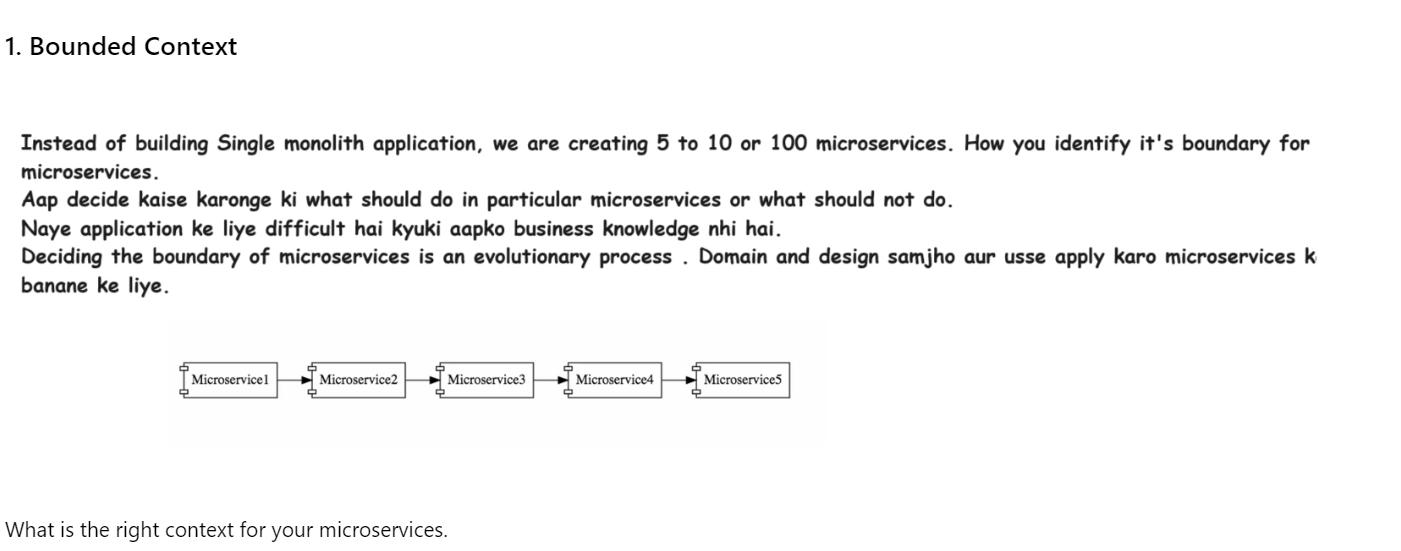 1. Bounded Context
Instead of building Single monolith application, we are creating 5 to 10 or 100 microservices. How you identify it's boundary for
microservices.
Aap decide kaise karonge ki what should do in particular microservices or what should not do.
Naye application ke liye difficult hai kyuki aapko business knowledge nhi hai.
Deciding the boundary of microservices is an evolutionary process . Domain and design samjho aur usse apply karo microservices k
banane ke liye.
Microservice1 Microservice2 Microservice3 Microservice4 Microservice5
What is the right context for your microservices.